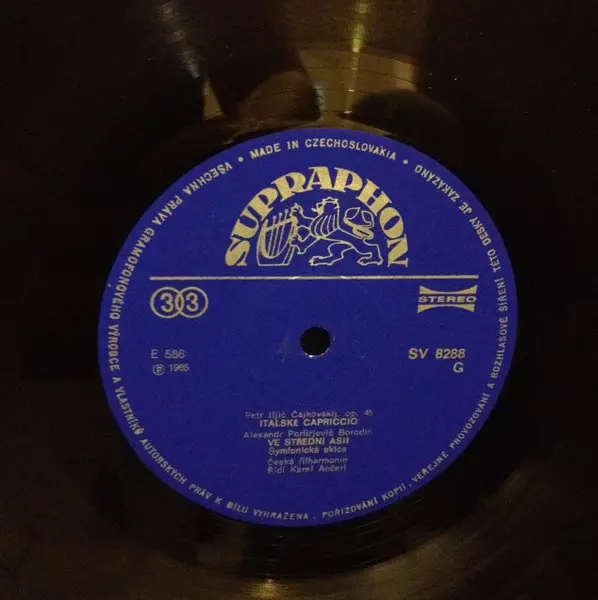 VŠECHNA PRÁVA GRAMOFONOVÉHO VÝROBCE A VLASTNÍKŮ AUTORSKÝCH PRÁV K DÍLU VYHRAŽENA. POŘIZOVÁNÍ KOPIÍ, VEŘEJNÉ PROVOZOVÁNÍ A ROZHLASOVÉ ŠÍŘENÍ TÉTO DESKY JE ZAKÁZÁNO • MADE IN CZECHOSLOVAKIA •
SUPRAPHON
33
STEREO
E 586
SV 8288
G
Ⓟ 1965
Petr Iljič Čajkovskij, op. 45
ITALSKÉ CAPRICCIO
Alexandr Porfirjevič Borodin
VE STŘEDNÍ ASII
Symfonická skica
Česká filharmonie
Řídí Karel Ančerl